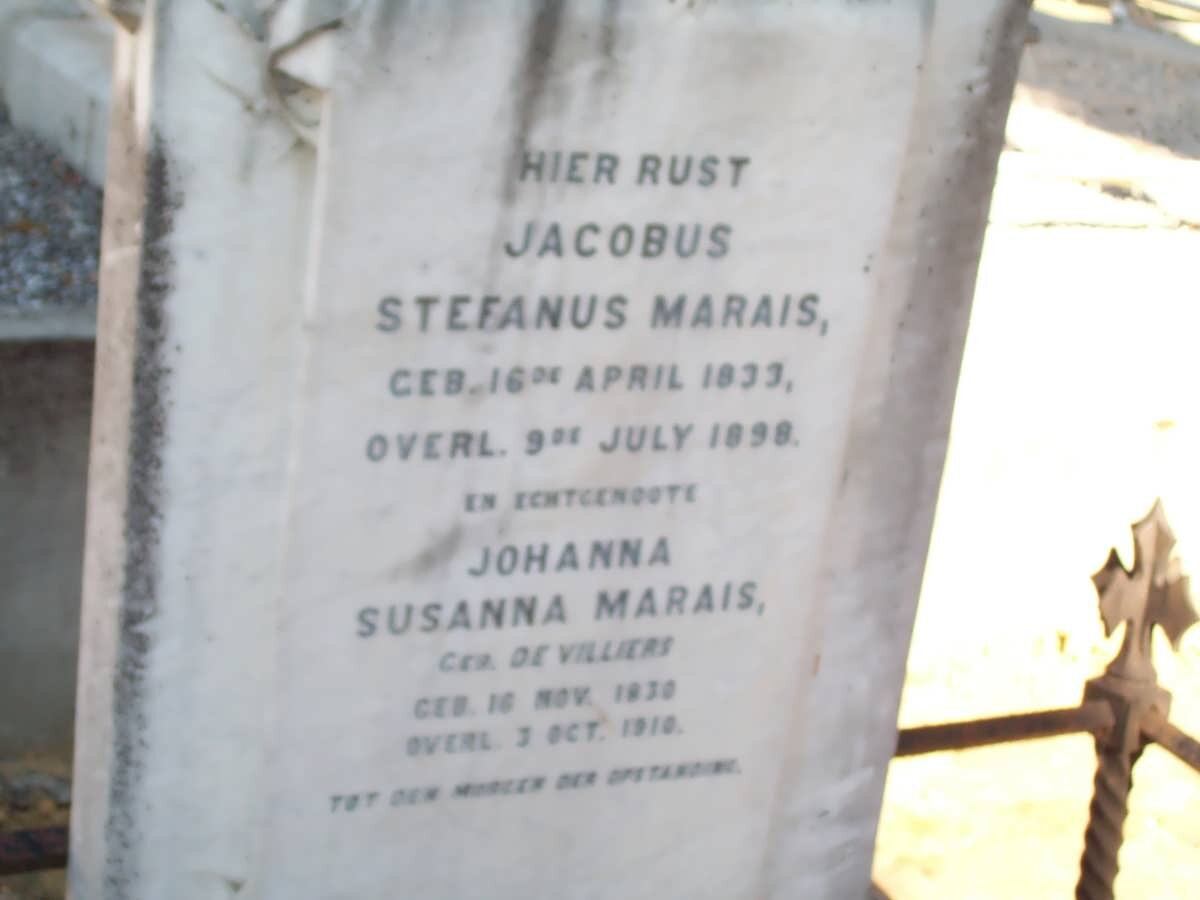 HIER RUST
JACOBUS
STEFANUS MARAIS,
GEB. 16DE APRIL 1833,
OVERL. 9DE JULY 1898.
EN ECHTGENOOTE
JOHANNA
SUSANNA MARAIS,
GEB. DE VILLIERS
GEB. 16 NOV. 1830
OVERL. 3 OCT. 1910.
TOT DEN MORGEN DER OPSTANDING.